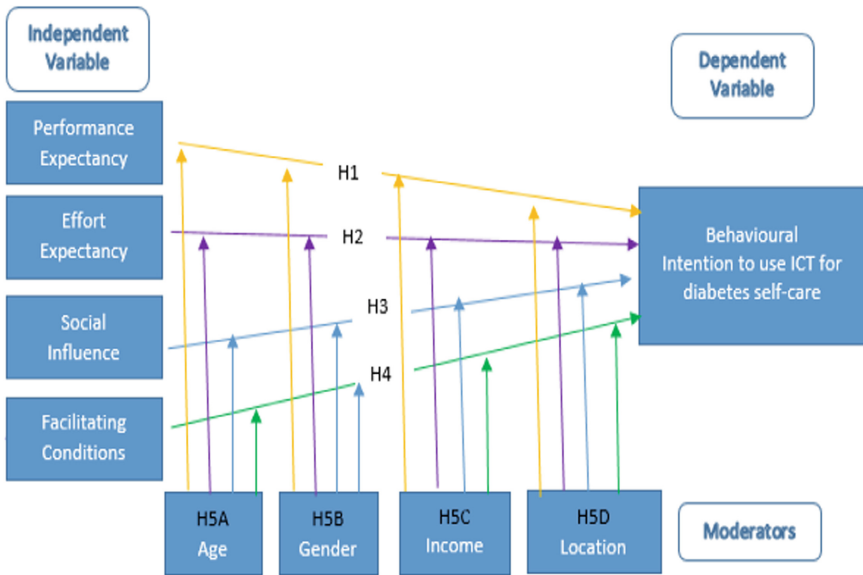 Independent
Variable
Dependent
Variable
Performance
Expectancy
H1
Effort
Expectancy
H2
Behavioural
Intention to use ICT for
diabetes self-care
Social
Influence
H3
H4
Facilitating
Conditions
H5A
Age
H5B
Gender
H5C
Income
H5D
Location
Moderators